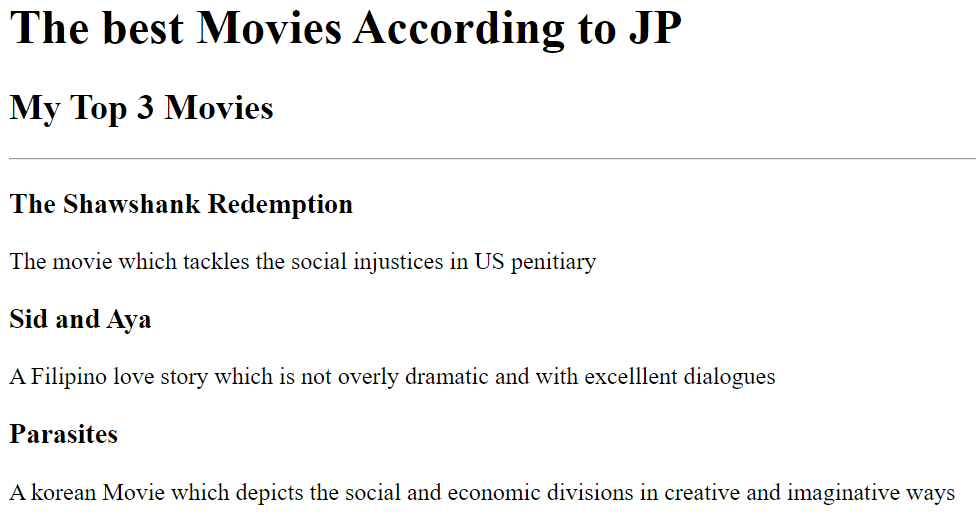 The best Movies According to JP
My Top 3 Movies
The Shawshank Redemption
The movie which tackles the social injustices in US penitiary
Sid and Aya
A Filipino love story which is not overly dramatic and with excelllent dialogues
Parasites
A korean Movie which depicts the social and economic divisions in creative and imaginative ways